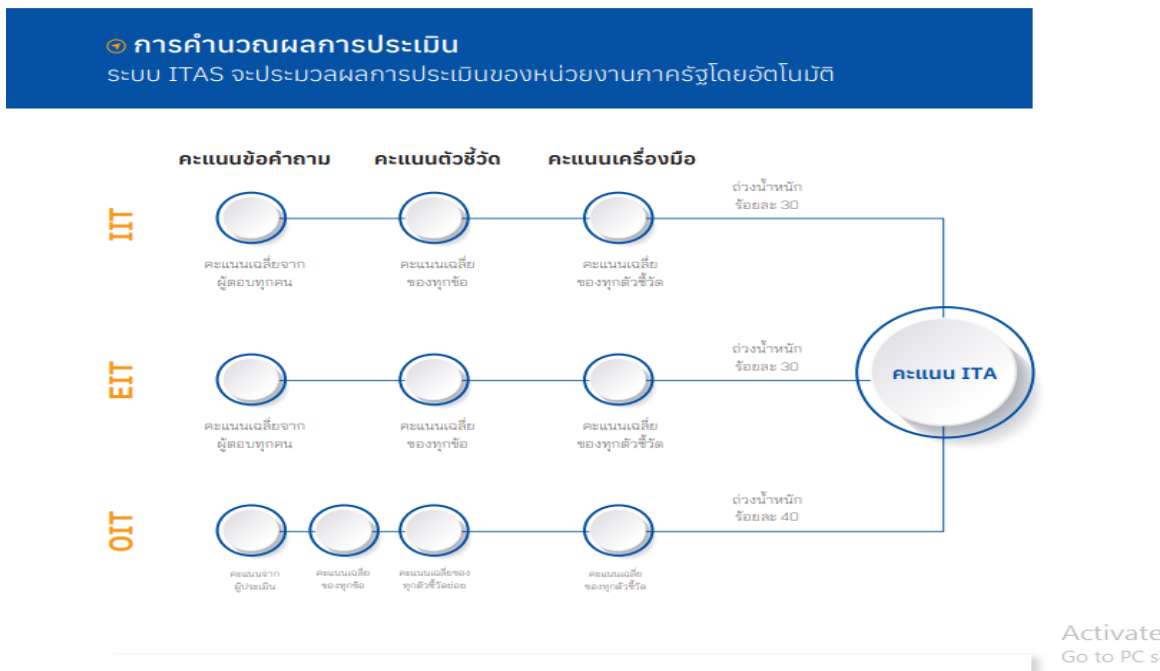 การคำนวณผลการประเมิน
ระบบ ITAS จะประมวลผลการประเมินของหน่วยงานภาครัฐโดยอัตโนมัติ
คะแนนข้อคำถาม คะแนนตัวชี้วัด คะแนนเครื่องมือ
ถ่วงน้ำหนัก
ร้อยละ 30
IIT
คะแนนเฉลี่ยจาก คะแนนเฉลี่ย คะแนนเฉลี่ย
ผู้ตอบทุกคน ของทุกข้อ ของทุกตัวชี้วัด
ถ่วงน้ำหนัก
ร้อยละ 30
EIT
คะแนน ITA
คะแนนเฉลี่ยจาก คะแนนเฉลี่ย คะแนนเฉลี่ย
ผู้ตอบทุกคน ของทุกข้อ ของทุกตัวชี้วัด
ถ่วงน้ำหนัก
ร้อยละ 40
OIT
คะแนนจาก คะแนนเฉลี่ย คะแนนเฉลี่ยของ คะแนนเฉลี่ย
ผู้ประเมิน ของทุกข้อ ทุกตัวชี้วัดย่อย ของทุกตัวชี้วัด
Activate
Go to PC s